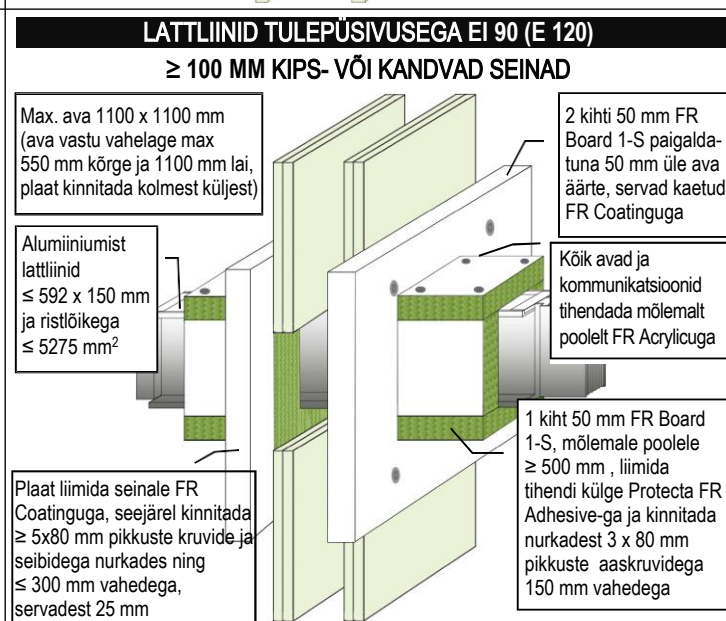 LATTLIINID TULEPÜSIVUSEGA EI 90 (E 120)
≥ 100 MM KIPS- VÕI KANDVAD SEINAD
Max. ava 1100 x 1100 mm
(ava vastu vahelage max
550 mm kõrge ja 1100 mm lai,
plaat kinnitada kolmest küljest)
2 kihti 50 mm FR
Board 1-S paigalda-
tuna 50 mm üle ava
äärte, servad kaetud
FR Coatinguga
Alumiiniumist
lattliinid
≤ 592 x 150 mm
ja ristlõikega
≤ 5275 mm²
Kõik avad ja
kommunikatsioonid
tihendada mõlemalt
poolelt FR Acrylicuga
Plaat liimida seinale FR
Coatinguga, seejärel kinnitada
≥ 5x80 mm pikkuste kruvide ja
seibidega nurkades ning
≤ 300 mm vahedega,
servadest 25 mm
1 kiht 50 mm FR Board
1-S, mõlemale poolele
≥ 500 mm , liimida
tihendi külge Protecta FR
Adhesive-ga ja kinnitada
nurkadest 3 x 80 mm
pikkuste aaskruvidega
150 mm vahedega